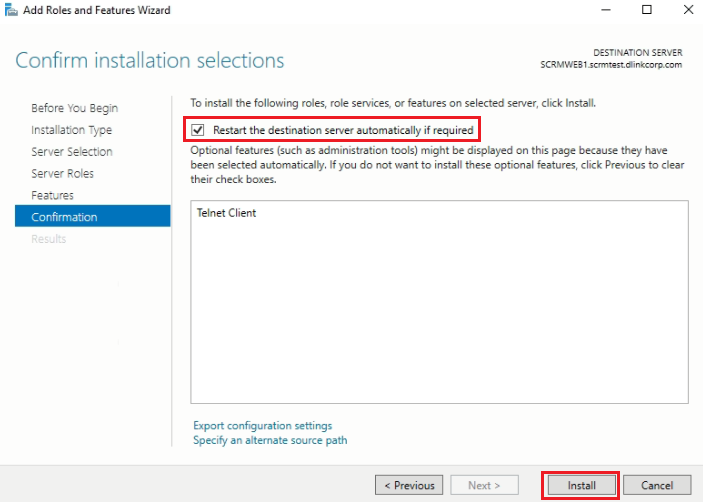 Add Roles and Features Wizard
Confirm installation selections
DESTINATION SERVER
SCRMWEB1.scrmtest.dlinkcorp.com
Before You Begin
Installation Type
Server Selection
Server Roles
Features
Confirmation
Results
To install the following roles, role services, or features on selected server, click Install.
Restart the destination server automatically if required
Optional features (such as administration tools) might be displayed on this page because they have
been selected automatically. If you do not want to install these optional features, click Previous to clear
their check boxes.
Telnet Client
Export configuration settings
Specify an alternate source path
< Previous
Next >
Install
Cancel